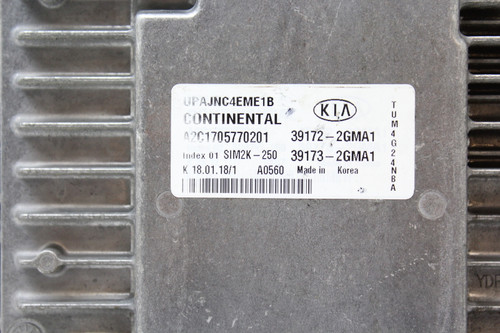 UPAJNC4EME1B
CONTINENTAL KIA
A2C1705770201 39172-2GMA1
Index 01 SIM2K-250 39173-2GMA1
K 18.01.18/1 A0560 Made in Korea
TUM4G24NBA